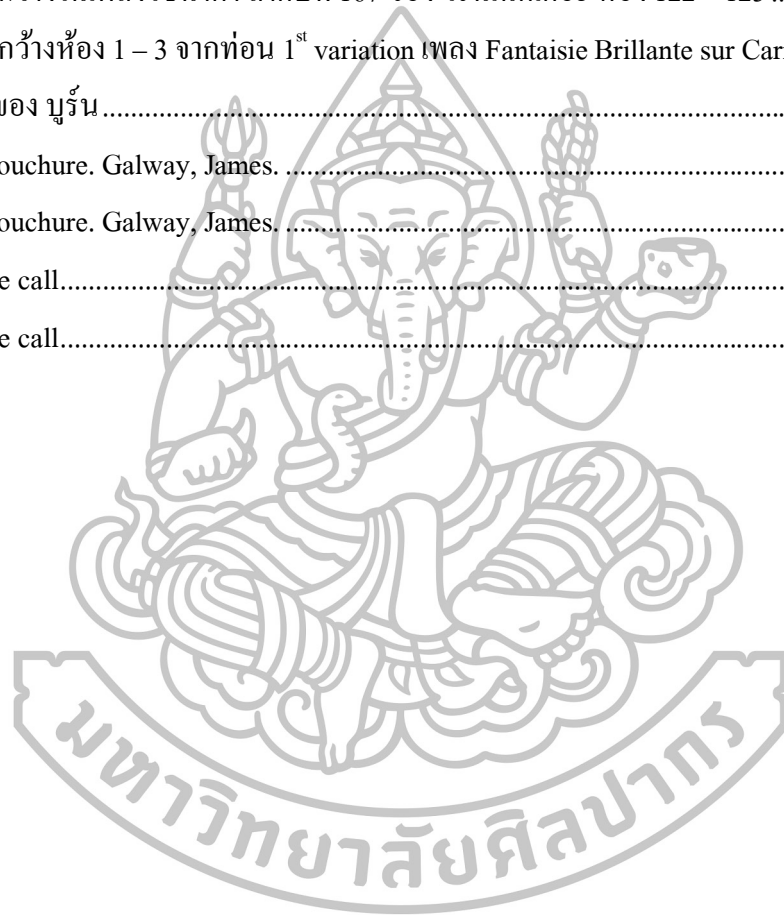 กว้างห้อง 1 – 3 จากท่อน 1st variation เพลง Fantaisie Brillante sur Car
ของ บูร์น
ouchure. Galway, James.
ouchure. Galway, James.
e call
e call
มหาวิทยาลัยศิลปากร